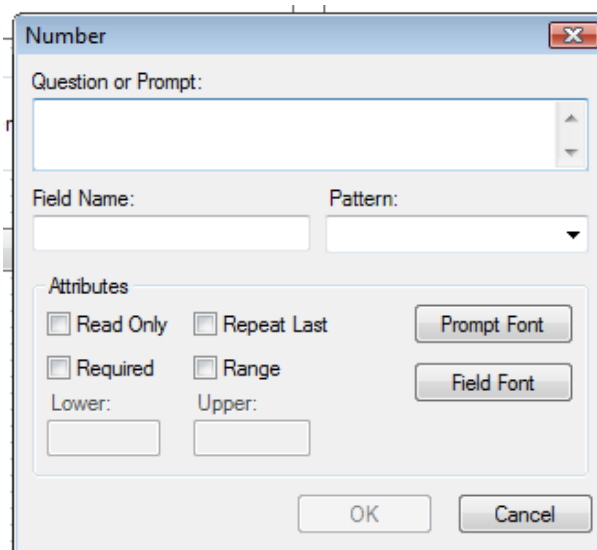 Number
Question or Prompt:
Field Name: Pattern:
Attributes
Read Only Repeat Last Prompt Font
Required Range Field Font
Lower: Upper:
OK Cancel